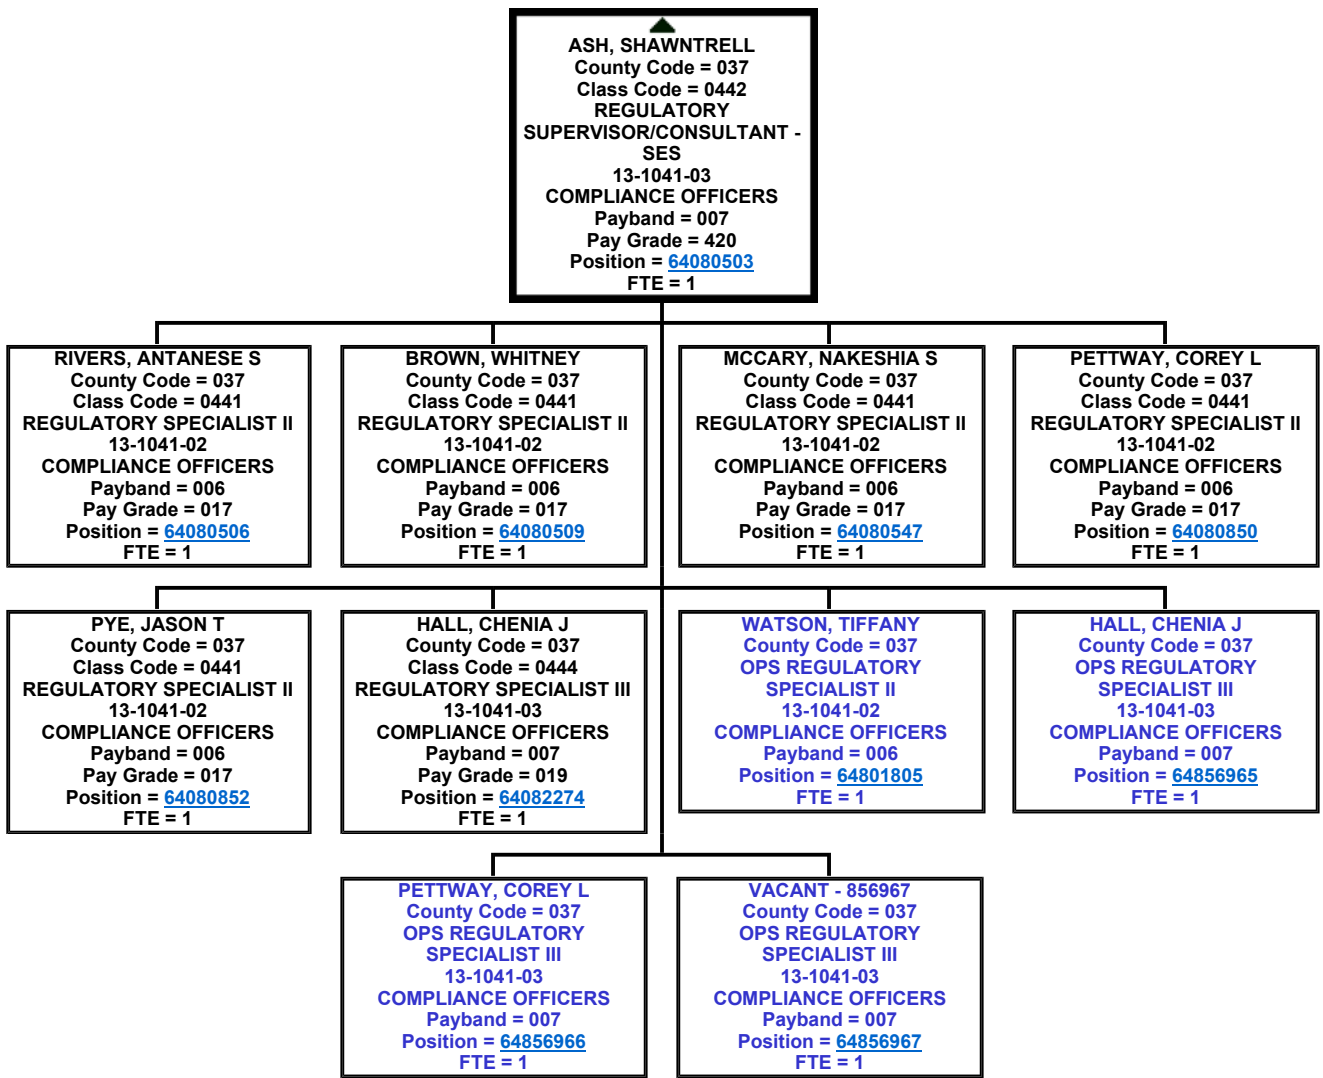 ASH, SHAWNTRELL
County Code = 037
Class Code = 0442
REGULATORY
SUPERVISOR/CONSULTANT -
SES
13-1041-03
COMPLIANCE OFFICERS
Payband = 007
Pay Grade = 420
Position = 64080503
FTE = 1
RIVERS, ANTANESE S
County Code = 037
Class Code = 0441
REGULATORY SPECIALIST II
13-1041-02
COMPLIANCE OFFICERS
Payband = 006
Pay Grade = 017
Position = 64080506
FTE = 1
BROWN, WHITNEY
County Code = 037
Class Code = 0441
REGULATORY SPECIALIST II
13-1041-02
COMPLIANCE OFFICERS
Payband = 006
Pay Grade = 017
Position = 64080509
FTE = 1
MCCARY, NAKESHIA S
County Code = 037
Class Code = 0441
REGULATORY SPECIALIST II
13-1041-02
COMPLIANCE OFFICERS
Payband = 006
Pay Grade = 017
Position = 64080547
FTE = 1
PETTWAY, COREY L
County Code = 037
Class Code = 0441
REGULATORY SPECIALIST II
13-1041-02
COMPLIANCE OFFICERS
Payband = 006
Pay Grade = 017
Position = 64080850
FTE = 1
PYE, JASON T
County Code = 037
Class Code = 0441
REGULATORY SPECIALIST II
13-1041-02
COMPLIANCE OFFICERS
Payband = 006
Pay Grade = 017
Position = 64080852
FTE = 1
HALL, CHENIA J
County Code = 037
Class Code = 0444
REGULATORY SPECIALIST III
13-1041-03
COMPLIANCE OFFICERS
Payband = 007
Pay Grade = 019
Position = 64082274
FTE = 1
WATSON, TIFFANY
County Code = 037
OPS REGULATORY
SPECIALIST II
13-1041-02
COMPLIANCE OFFICERS
Payband = 006
Position = 64801805
FTE = 1
HALL, CHENIA J
County Code = 037
OPS REGULATORY
SPECIALIST III
13-1041-03
COMPLIANCE OFFICERS
Payband = 007
Position = 64856965
FTE = 1
PETTWAY, COREY L
County Code = 037
OPS REGULATORY
SPECIALIST III
13-1041-03
COMPLIANCE OFFICERS
Payband = 007
Position = 64856966
FTE = 1
VACANT - 856967
County Code = 037
OPS REGULATORY
SPECIALIST III
13-1041-03
COMPLIANCE OFFICERS
Payband = 007
Position = 64856967
FTE = 1